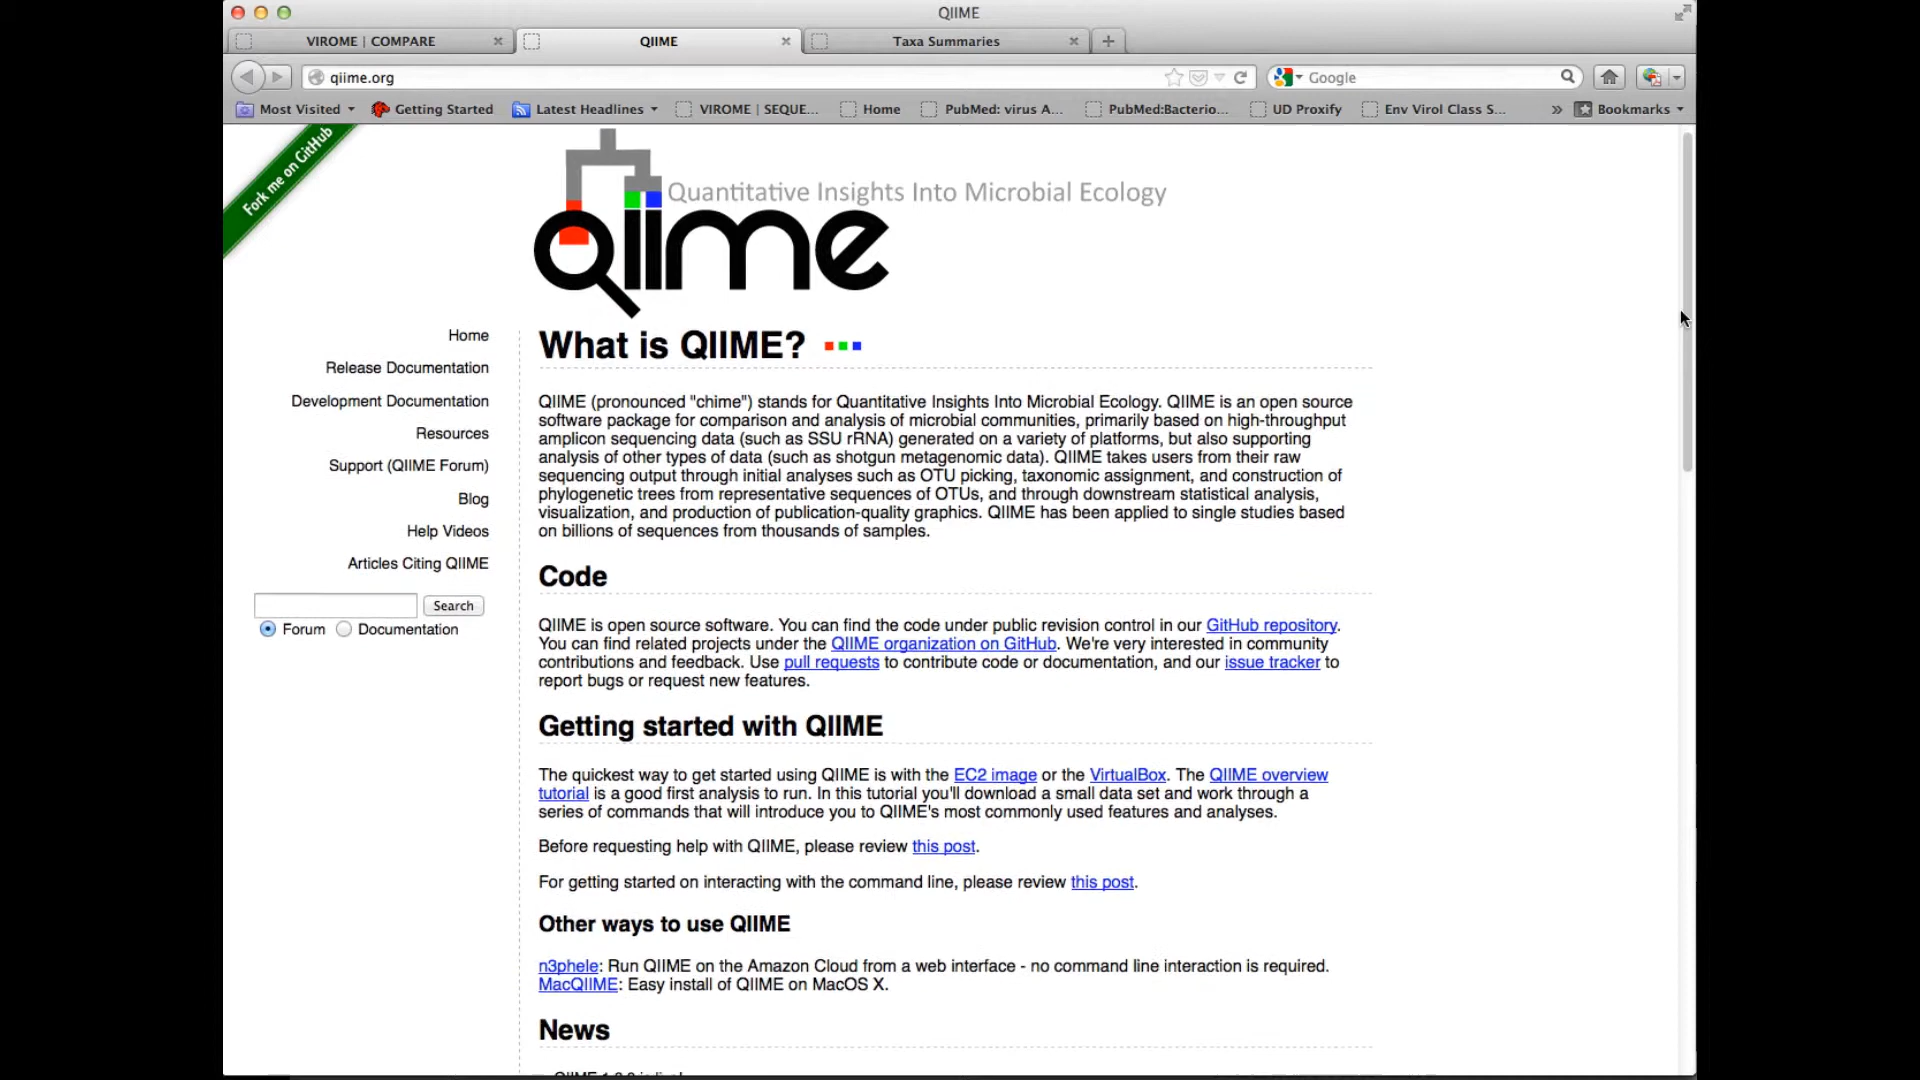 QIIME
VIROME | COMPARE
QIIME
Taxa Summaries
qiime.org
Google
Most Visited
Getting Started
Latest Headlines
VIROME | SEQUE...
Home
PubMed: virus A...
PubMed:Bacterio...
UD Proxify
Env Virol Class S...
»
Bookmarks
Fork me on GitHub
Quantitative Insights Into Microbial Ecology
Qiime
Home
Release Documentation
Development Documentation
Resources
Support (QIIME Forum)
Blog
Help Videos
Articles Citing QIIME
Search
Forum
Documentation
What is QIIME?
QIIME (pronounced "chime") stands for Quantitative Insights Into Microbial Ecology. QIIME is an open source
software package for comparison and analysis of microbial communities, primarily based on high-throughput
amplicon sequencing data (such as SSU rRNA) generated on a variety of platforms, but also supporting
analysis of other types of data (such as shotgun metagenomic data). QIIME takes users from their raw
sequencing output through initial analyses such as OTU picking, taxonomic assignment, and construction of
phylogenetic trees from representative sequences of OTUs, and through downstream statistical analysis,
visualization, and production of publication-quality graphics. QIIME has been applied to single studies based
on billions of sequences from thousands of samples.
Code
QIIME is open source software. You can find the code under public revision control in our GitHub repository.
You can find related projects under the QIIME organization on GitHub. We're very interested in community
contributions and feedback. Use pull requests to contribute code or documentation, and our issue tracker to
report bugs or request new features.
Getting started with QIIME
The quickest way to get started using QIIME is with the EC2 image or the VirtualBox. The QIIME overview
tutorial is a good first analysis to run. In this tutorial you'll download a small data set and work through a
series of commands that will introduce you to QIIME's most commonly used features and analyses.
Before requesting help with QIIME, please review this post.
For getting started on interacting with the command line, please review this post.
Other ways to use QIIME
n3phele: Run QIIME on the Amazon Cloud from a web interface - no command line interaction is required.
MacQIIME: Easy install of QIIME on MacOS X.
News